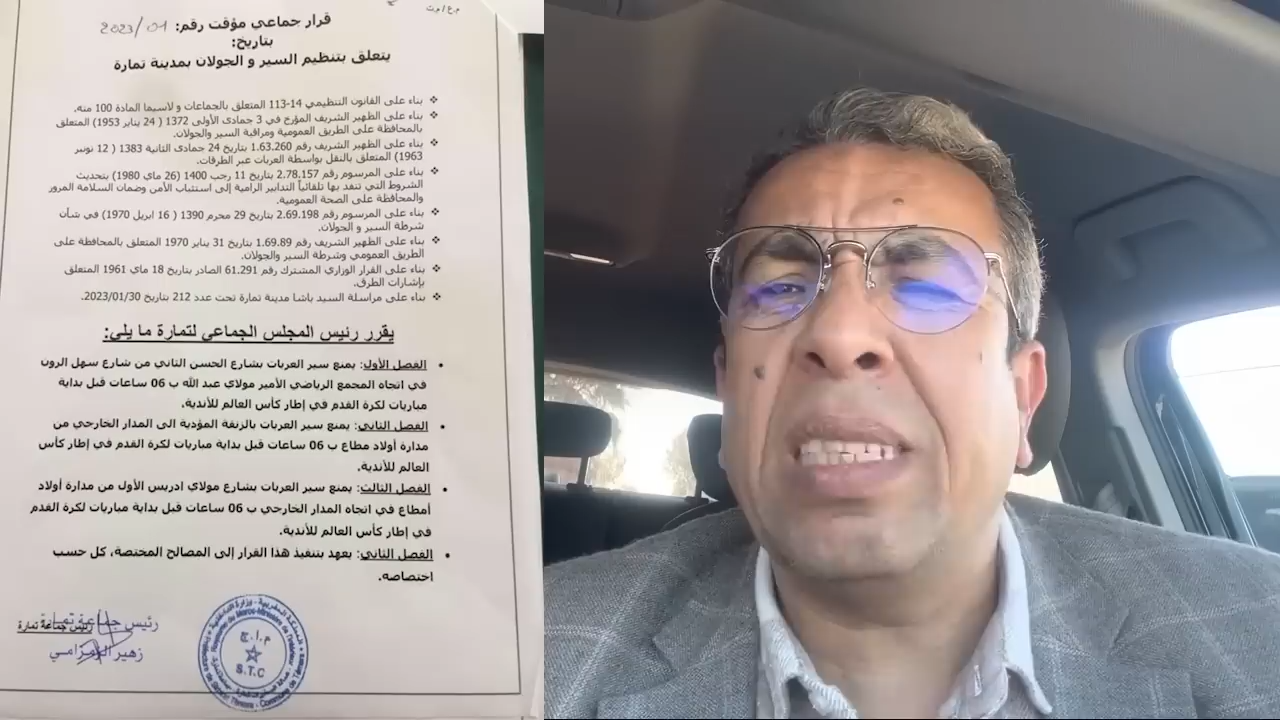 م.ع/م.ت
قرار جماعي مؤقت رقم: 2023/01
بتاريخ:
يتعلق بتنظيم السير و الجولان بمدينة تمارة
❖ بناء على القانون التنظيمي 14-113 المتعلق بالجماعات و لاسيما المادة 100 منه.
❖ بناء على الظهير الشريف المؤرخ في 3 جمادى الأولى 1372 ( 24 يناير 1953) المتعلق
بالمحافظة على الطريق العمومية ومراقبة السير والجولان.
❖ بناء على الظهير الشريف رقم 1.63.260 بتاريخ 24 جمادى الثانية 1383 ( 12 نونبر
1963) المتعلق بالنقل بواسطة العربات عبر الطرقات.
❖ بناء على المرسوم رقم 2.78.157 بتاريخ 11 رجب 1400 (26 ماي 1980) بتحديث
الشروط التي تنفد بها تلقائياً التدابير الرامية إلى استثباب الأمن وضمان السلامة المرور
والمحافظة على الصحة العمومية.
❖ بناء على المرسوم رقم 2.69.198 بتاريخ 29 محرم 1390 ( 16 ابريل 1970) في شأن
شرطة السير و الجولان.
❖ بناء على الظهير الشريف رقم 1.69.89 بتاريخ 31 يناير 1970 المتعلق بالمحافظة على
الطريق العمومي وشرطة السير والجولان.
❖ بناء على القرار الوزاري المشترك رقم 61.291 الصادر بتاريخ 18 ماي 1961 المتعلق
بإشارات الطرق.
❖ بناء على مراسلة السيد باشا مدينة تمارة تحت عدد 212 بتاريخ 2023/01/30.
يقرر رئيس المجلس الجماعي لتمارة ما يلي:
• الفصل الأول: يمنع سير العربات بشارع الحسن الثاني من شارع سهل الرون
في اتجاه المجمع الرياضي الأمير مولاي عبد الله ب 06 ساعات قبل بداية
مباريات لكرة القدم في إطار كأس العالم للأندية.
• الفصل الثاني: يمنع سير العربات بالزنقة المؤدية الى المدار الخارجي من
مدارة أولاد مطاع ب 06 ساعات قبل بداية مباريات لكرة القدم في إطار كأس
العالم للأندية.
• الفصل الثالث: يمنع سير العربات بشارع مولاي ادريس الأول من مدارة أولاد
أمطاع في اتجاه المدار الخارجي ب 06 ساعات قبل بداية مباريات لكرة القدم
في إطار كأس العالم للأندية.
• الفصل الثاني: يعهد بتنفيذ هذا القرار إلى المصالح المختصة، كل حسب
اختصاصه.
رئيس جماعة تمارة
رئيس جماعة تمارة
زهير الزمزامي
م.ا.ج
S.T.C